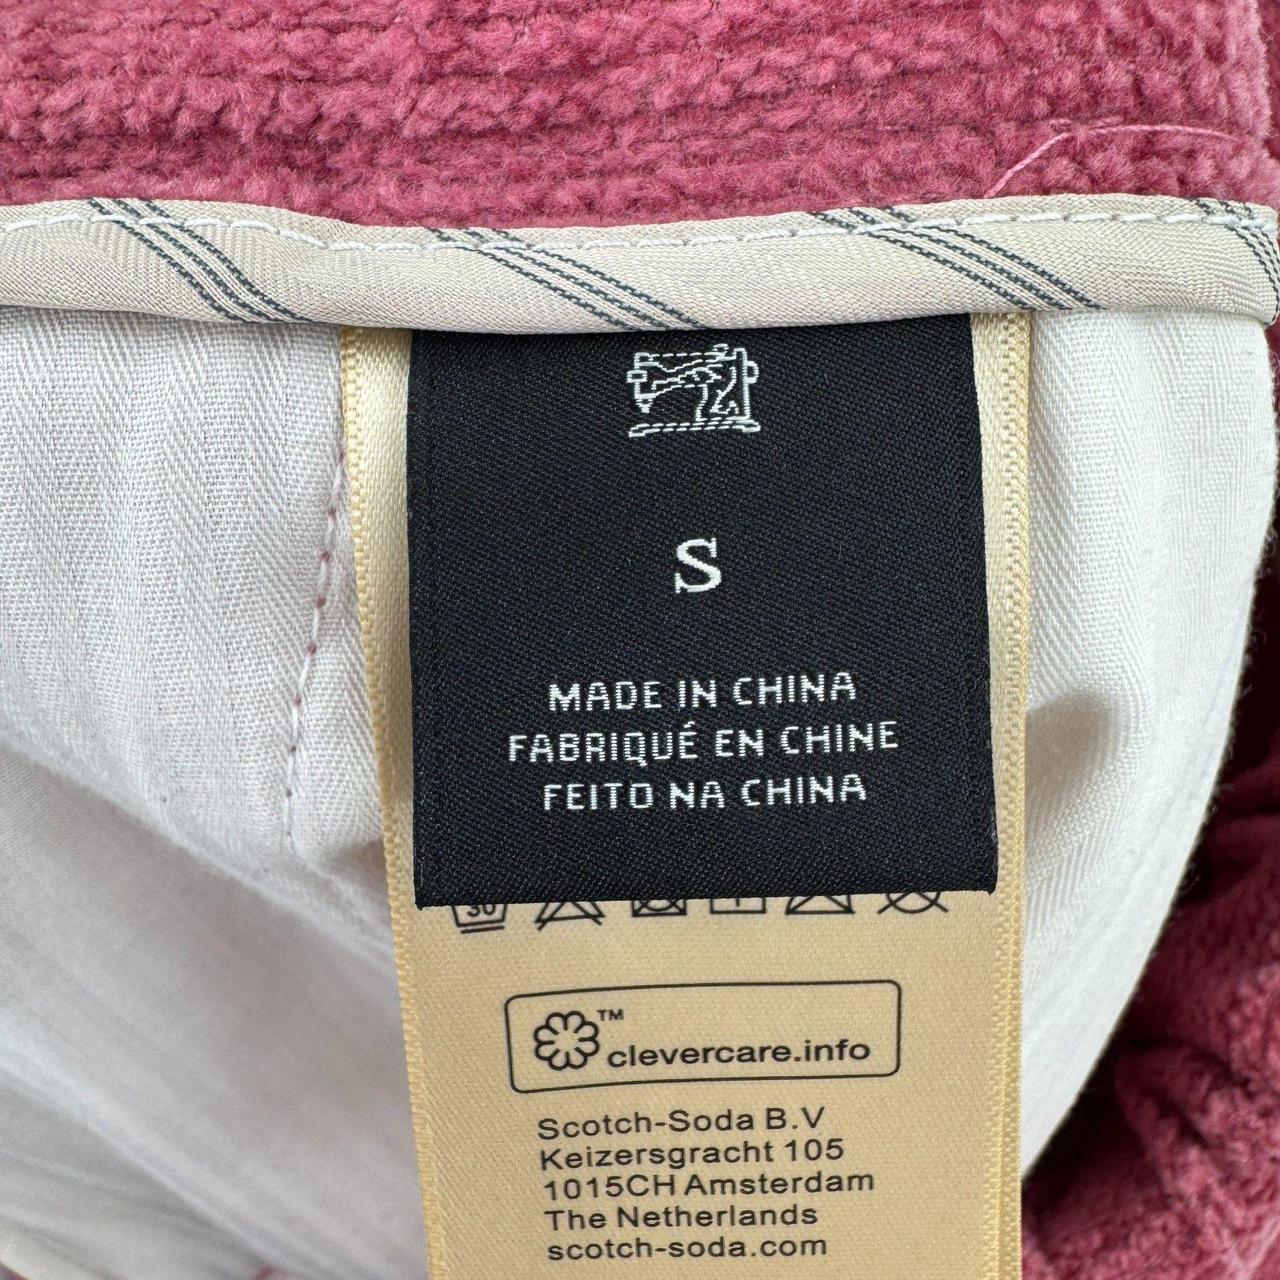 S
MADE IN CHINA
FABRIQUÉ EN CHINE
FEITO NA CHINA
30
™
clevercare.info
Scotch-Soda B.V
Keizersgracht 105
1015CH Amsterdam
The Netherlands
scotch-soda.com